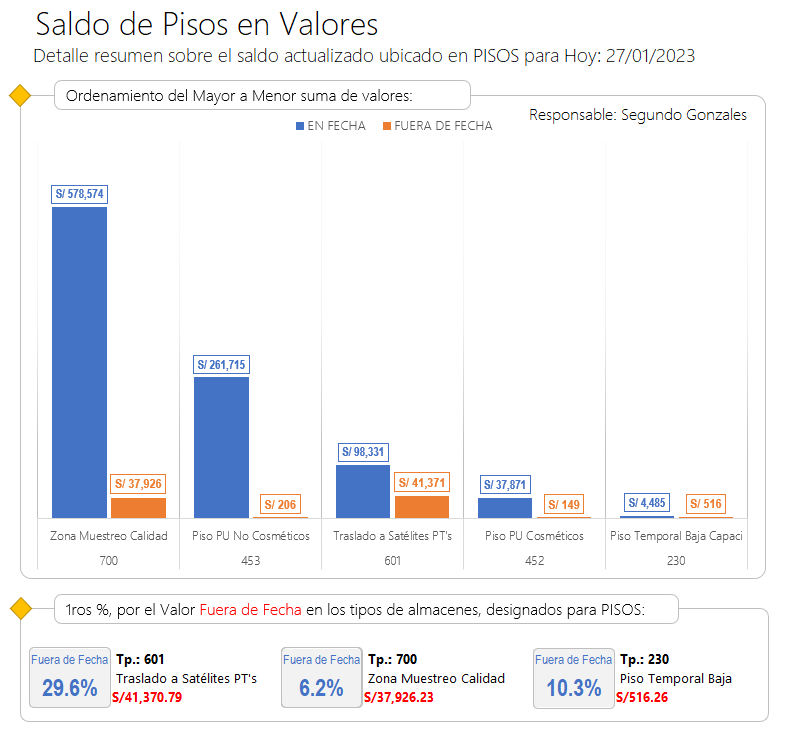 Saldo de Pisos en Valores
Detalle resumen sobre el saldo actualizado ubicado en PISOS para Hoy: 27/01/2023
Ordenamiento del Mayor a Menor suma de valores:
Responsable: Segundo Gonzales
EN FECHA FUERA DE FECHA
S/ 578,574
S/ 37,926
S/ 261,715
S/ 206
S/ 98,331
S/ 41,371
S/ 37,871
S/ 149
S/ 4,485
S/ 516
Zona Muestreo Calidad
Piso PU No Cosméticos
Traslado a Satélites PT's
Piso PU Cosméticos
Piso Temporal Baja Capaci
700
453
601
452
230
1ros %, por el Valor Fuera de Fecha en los tipos de almacenes, designados para PISOS:
Fuera de Fecha
29.6%
Tp.: 601
Traslado a Satélites PT's
S/41,370.79
Fuera de Fecha
6.2%
Tp.: 700
Zona Muestreo Calidad
S/37,926.23
Fuera de Fecha
10.3%
Tp.: 230
Piso Temporal Baja
S/516.26